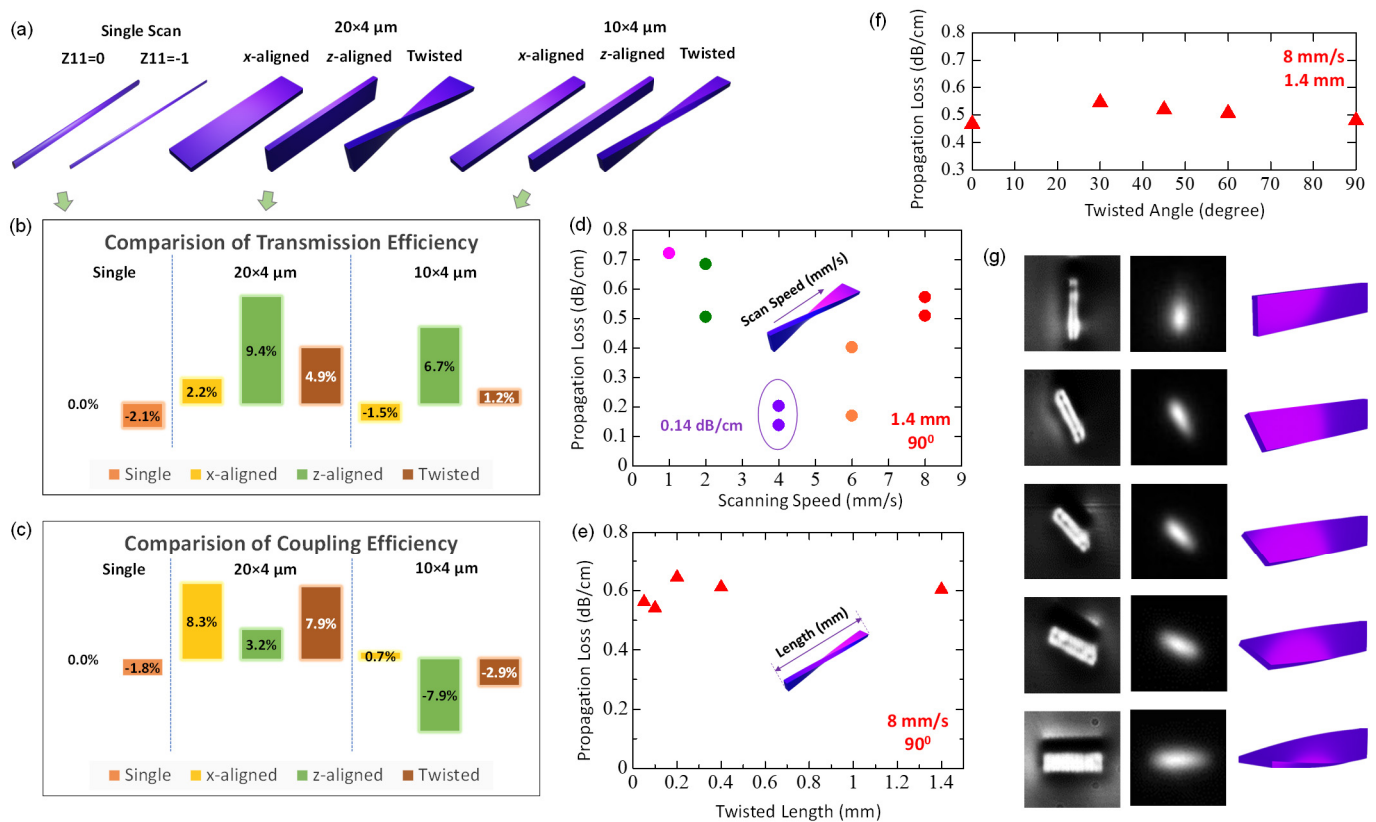 (a)
Single Scan
Z11=0
Z11=-1
20×4 µm
x-aligned
z-aligned
Twisted
10×4 µm
x-aligned
z-aligned
Twisted
(b)
Comparision of Transmission Efficiency
Single
20×4 µm
10×4 µm
0.0%
-2.1%
2.2%
9.4%
4.9%
-1.5%
6.7%
1.2%
Single
x-aligned
z-aligned
Twisted
(c)
Comparision of Coupling Efficiency
Single
20×4 µm
10×4 µm
0.0%
-1.8%
8.3%
3.2%
7.9%
0.7%
-7.9%
-2.9%
Single
x-aligned
z-aligned
Twisted
(d)
Propagation Loss (dB/cm)
0.8
0.7
0.6
0.5
0.4
0.3
0.2
0.1
0
Scan Speed (mm/s)
0.14 dB/cm
1.4 mm
90⁰
0 1 2 3 4 5 6 7 8 9
Scanning Speed (mm/s)
(e)
Propagation Loss (dB/cm)
0.8
0.6
0.4
0.2
0
Length (mm)
8 mm/s
90⁰
0 0.2 0.4 0.6 0.8 1 1.2 1.4
Twisted Length (mm)
(f)
Propagation Loss (dB/cm)
0.8
0.7
0.6
0.5
0.4
0.3
8 mm/s
1.4 mm
0 10 20 30 40 50 60 70 80 90
Twisted Angle (degree)
(g)